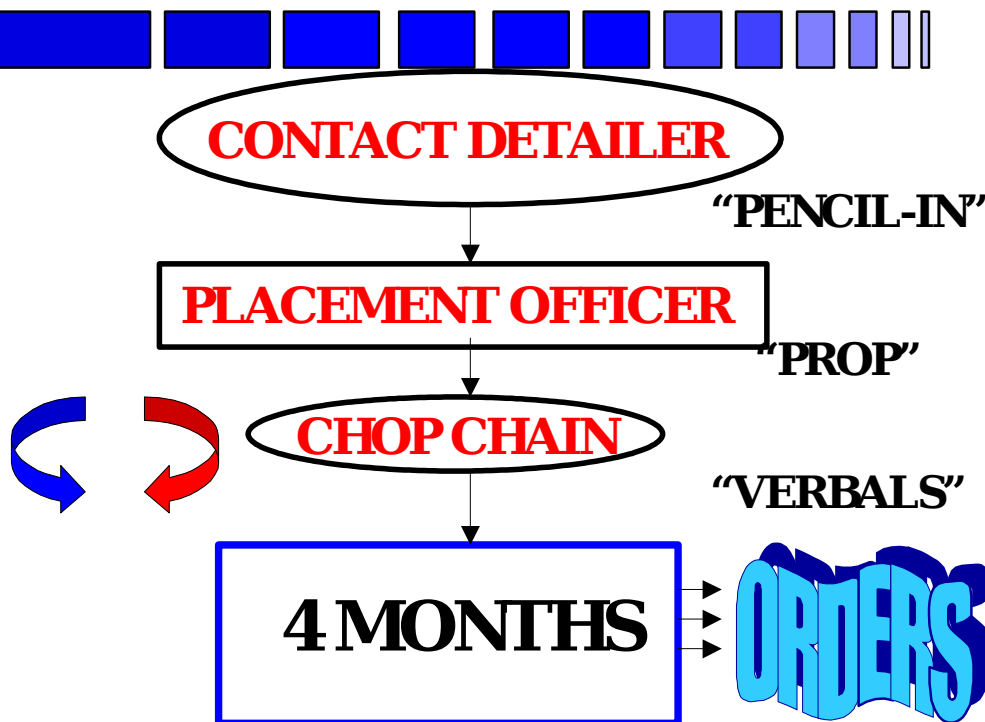 CONTACT DETAILER
“PENCIL-IN”
PLACEMENT OFFICER
“PROP”
CHOP CHAIN
“VERBALS”
4 MONTHS
ORDERS